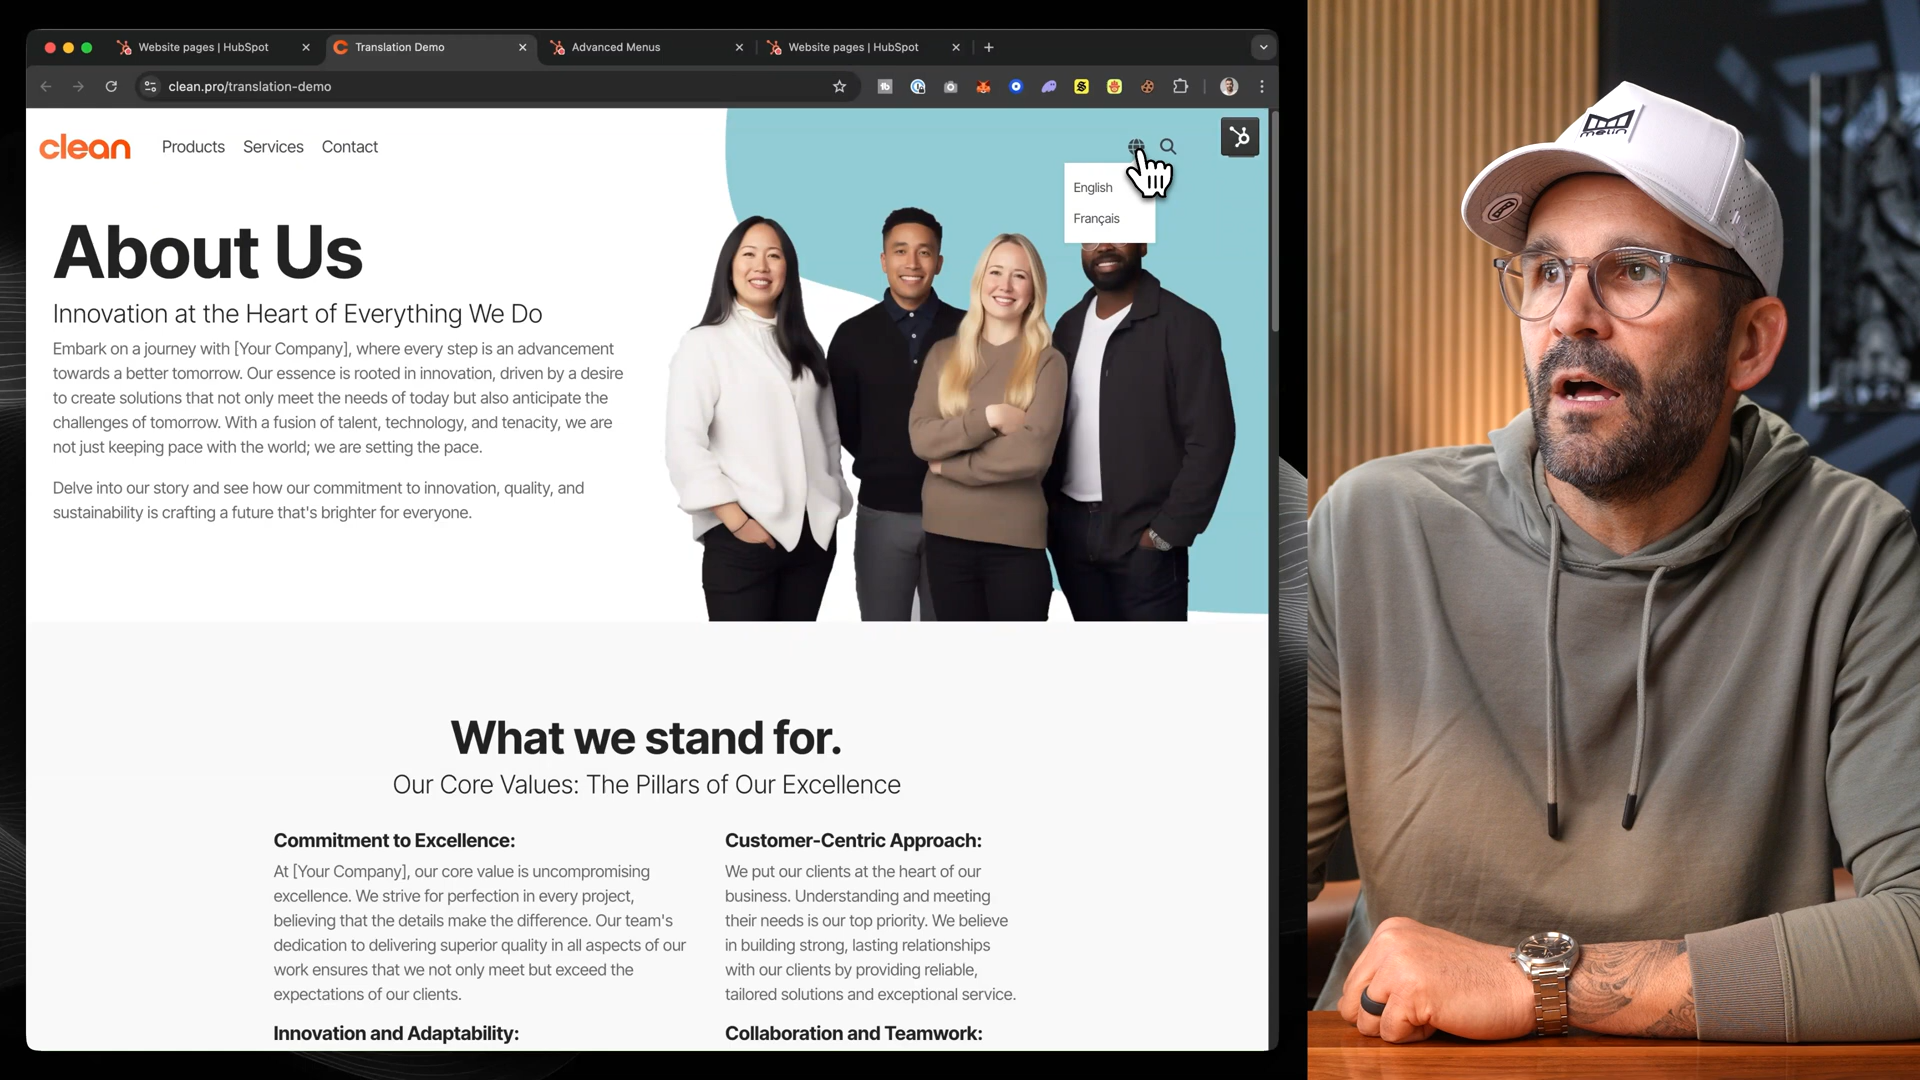 Website pages | HubSpot
Translation Demo
Advanced Menus
Website pages | HubSpot
clean.pro/translation-demo
clean
Products
Services
Contact
English
Français
About Us
Innovation at the Heart of Everything We Do
Embark on a journey with [Your Company], where every step is an advancement
towards a better tomorrow. Our essence is rooted in innovation, driven by a desire
to create solutions that not only meet the needs of today but also anticipate the
challenges of tomorrow. With a fusion of talent, technology, and tenacity, we are
not just keeping pace with the world; we are setting the pace.
Delve into our story and see how our commitment to innovation, quality, and
sustainability is crafting a future that's brighter for everyone.
What we stand for.
Our Core Values: The Pillars of Our Excellence
Commitment to Excellence:
At [Your Company], our core value is uncompromising
excellence. We strive for perfection in every project,
believing that the details make the difference. Our team's
dedication to delivering superior quality in all aspects of our
work ensures that we not only meet but exceed the
expectations of our clients.
Customer-Centric Approach:
We put our clients at the heart of our
business. Understanding and meeting
their needs is our top priority. We believe
in building strong, lasting relationships
with our clients by providing reliable,
tailored solutions and exceptional service.
Innovation and Adaptability:
Collaboration and Teamwork:
melin